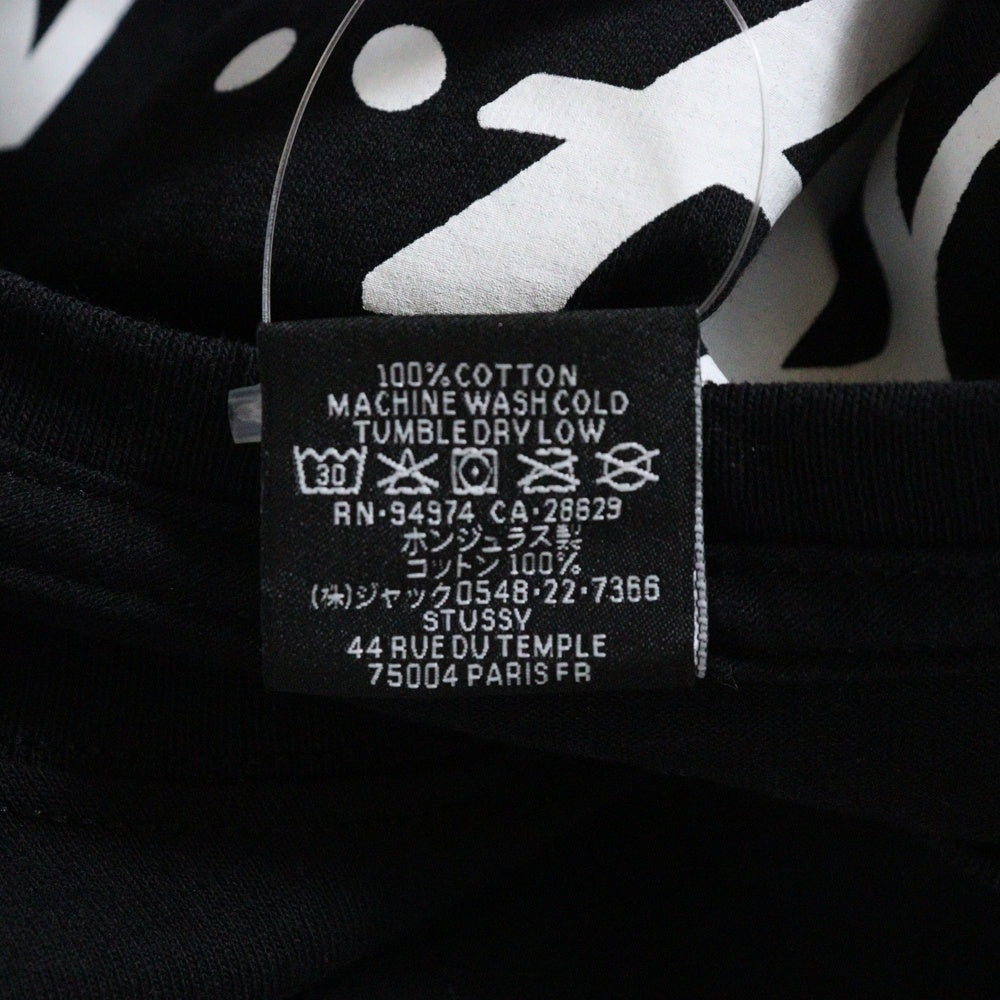 100% COTTON
MACHINE WASH COLD
TUMBLE DRY LOW
30
RN·94974 CA·28629
ホンジュラス製
コットン 100%
(株)ジャック0548·22·7366
STUSSY
44 RUE DU TEMPLE
75004 PARIS FR